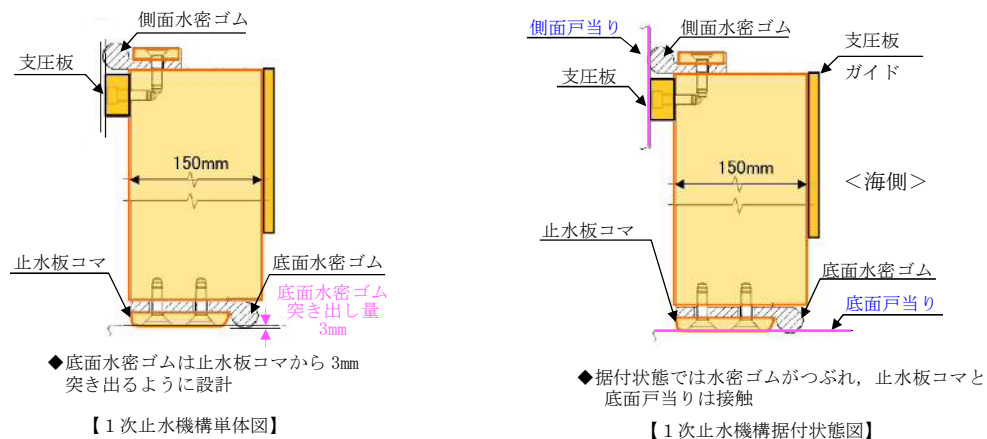 側面水密ゴム
支圧板
150mm
止水板コマ
底面水密ゴム
底面水密ゴム
突き出し量
3mm
◆底面水密ゴムは止水板コマから 3mm
突き出るように設計
【１次止水機構単体図】
側面戸当り
側面水密ゴム
支圧板
支圧板
ガイド
150mm
＜海側＞
止水板コマ
底面水密ゴム
底面戸当り
◆据付状態では水密ゴムがつぶれ，止水板コマと
底面戸当りは接触
【１次止水機構据付状態図】